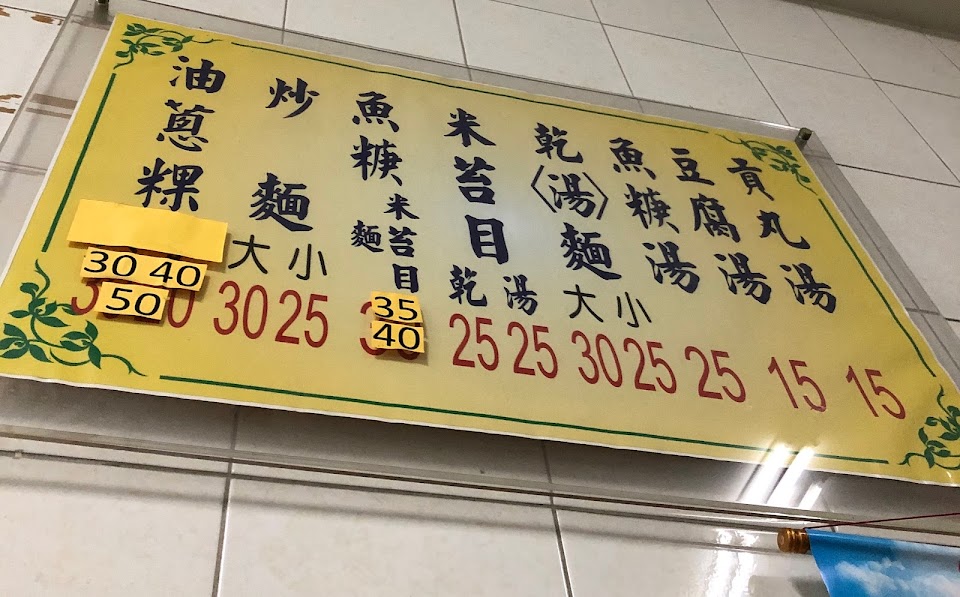 貢丸湯
15
豆腐湯
15
魚焿湯
25
乾〈湯〉麵
大 小
30 25
米苔目
乾 湯
25 25
魚焿米苔目
麵
35
40
炒麵
大 小
30 25
油蔥粿
30 40
50